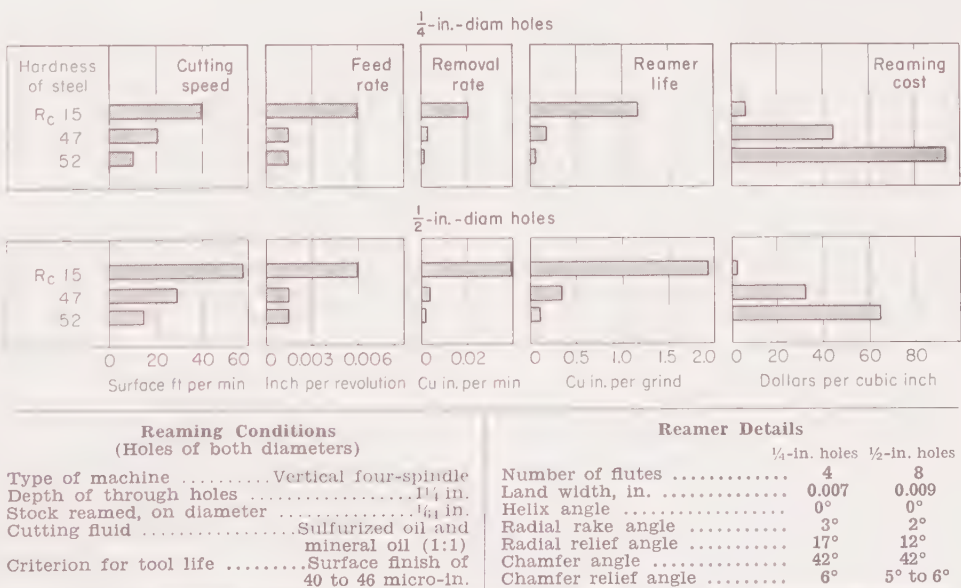 1/4-in.-diam holes
Hardness of steel
Cutting speed
Feed rate
Removal rate
Reamer life
Reaming cost
RC 15
47
52
1/2-in.-diam holes
RC 15
47
52
0 20 40 60
0 0.003 0.006
0 0.02
0 0.5 1.0 1.5 2.0
0 20 40 60 80
Surface ft per min
Inch per revolution
Cu in. per min
Cu in. per grind
Dollars per cubic inch
Reaming Conditions
(Holes of both diameters)
Type of machine ......... Vertical four-spindle
Depth of through holes .................. 1¼ in.
Stock reamed, on diameter ............. in.
Cutting fluid .................. Sulfurized oil and
mineral oil (1:1)
Criterion for tool life ......... Surface finish of
40 to 46 micro-in.
Reamer Details
¼-in. holes ½-in. holes
Number of flutes ............. 4 8
Land width, in. .............. 0.007 0.009
Helix angle .................. 0° 0°
Radial rake angle ............ 3° 2°
Radial relief angle .......... 17° 12°
Chamfer angle ................ 42° 42°
Chamfer relief angle ......... 6° 5° to 6°